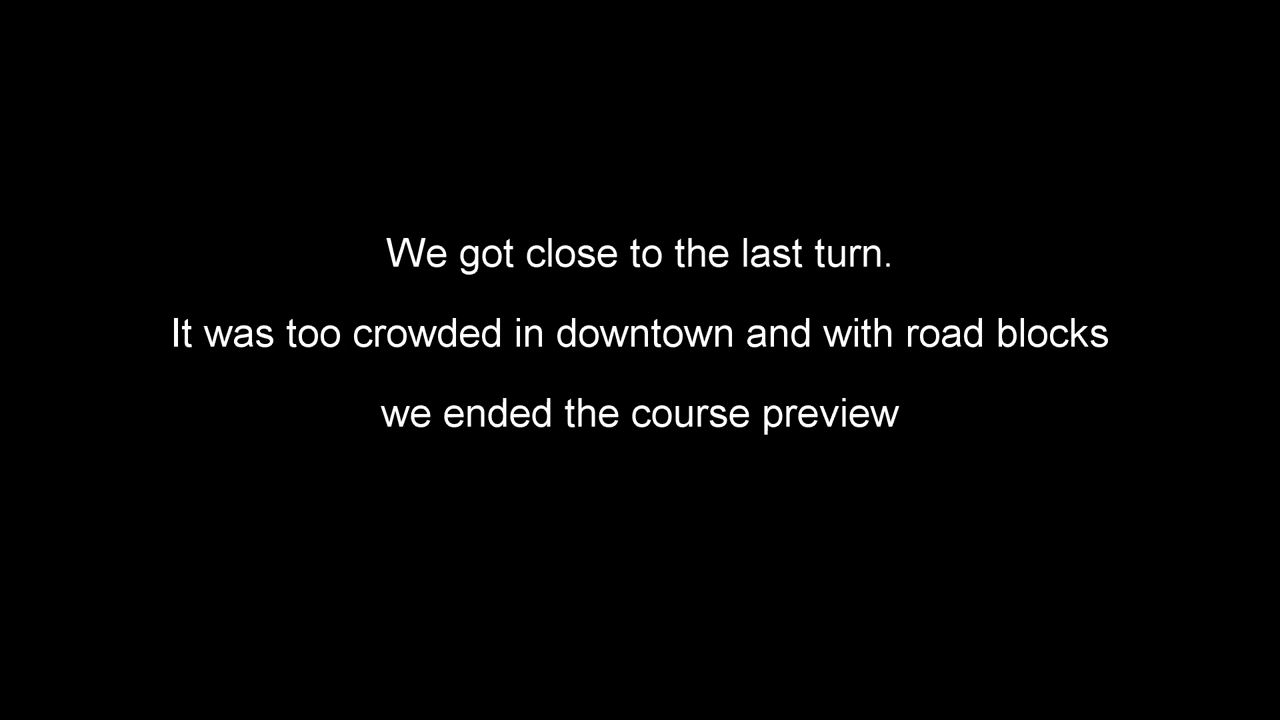 We got close to the last turn.
It was too crowded in downtown and with road blocks
we ended the course preview